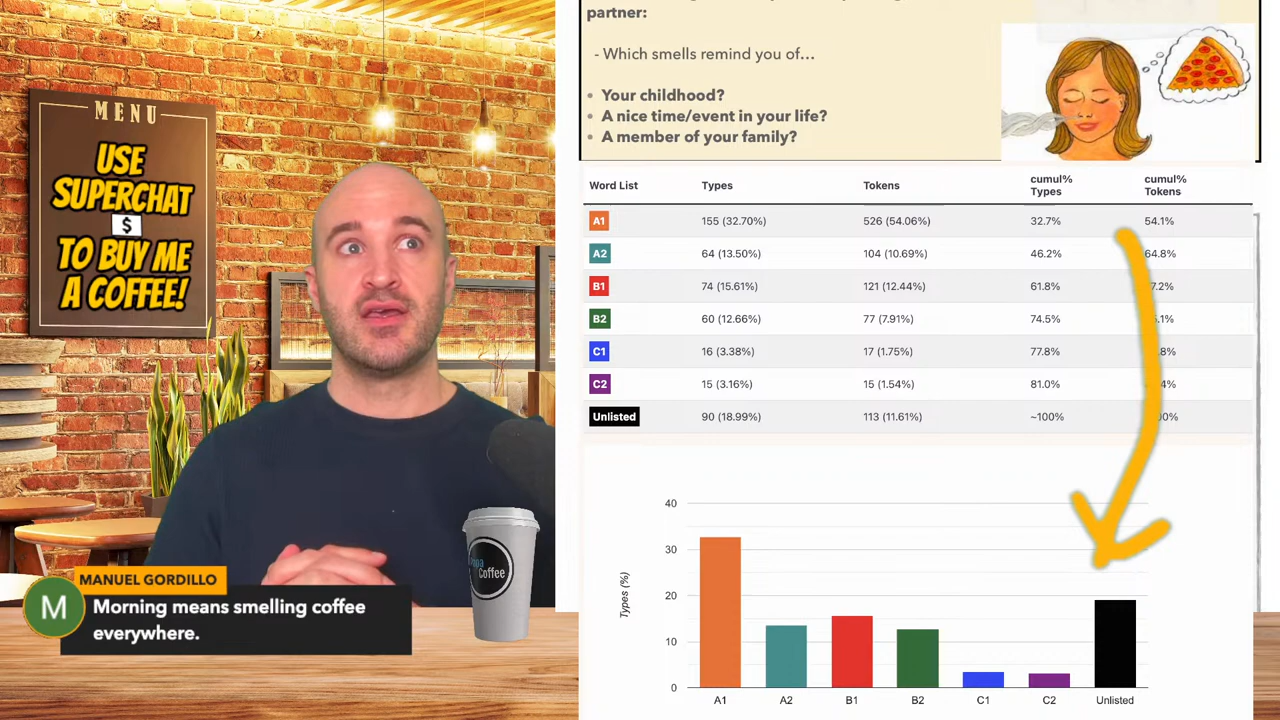 MENU
USE
SUPERCHAT
$
TO BUY ME
A COFFEE!
MANUEL GORDILLO
M
Morning means smelling coffee
everywhere.
Coffee
partner:
- Which smells remind you of…
• Your childhood?
• A nice time/event in your life?
• A member of your family?
Word List Types Tokens cumul% Types cumul% Tokens
A1 155 (32.70%) 526 (54.06%) 32.7% 54.1%
A2 64 (13.50%) 104 (10.69%) 46.2% 64.8%
B1 74 (15.61%) 121 (12.44%) 61.8%
B2 60 (12.66%) 77 (7.91%) 74.5%
C1 16 (3.38%) 17 (1.75%) 77.8%
C2 15 (3.16%) 15 (1.54%) 81.0%
Unlisted 90 (18.99%) 113 (11.61%) ~100%
Types (%)
40
30
20
10
0
A1 A2 B1 B2 C1 C2 Unlisted